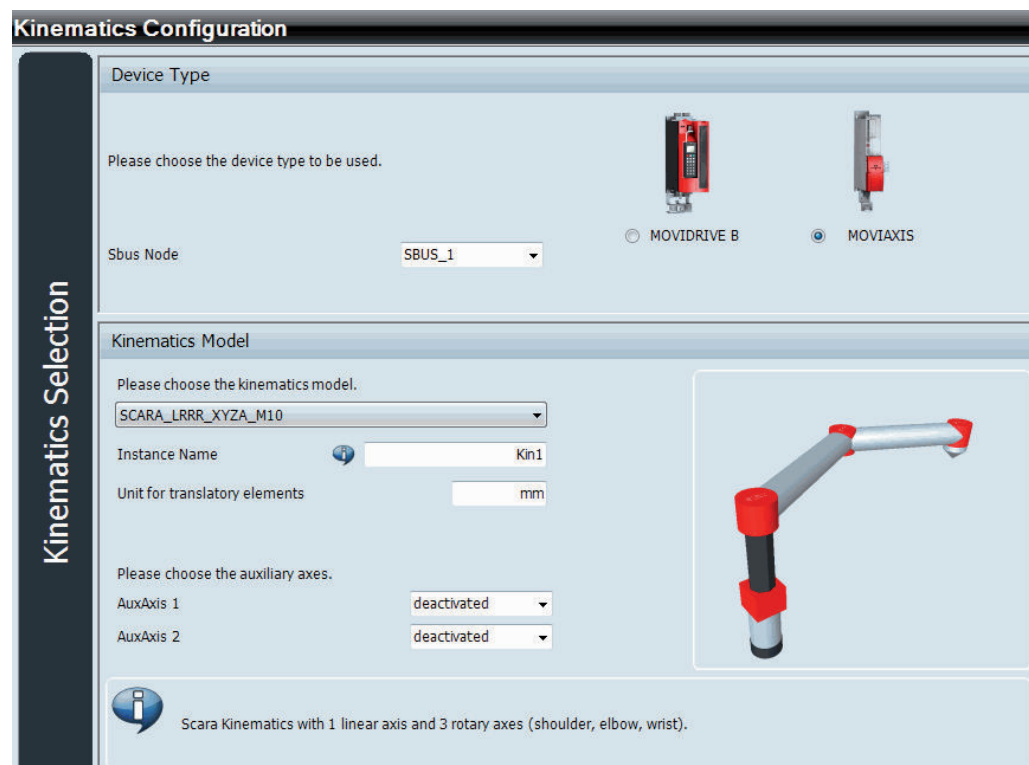 Kinematics Configuration
Kinematics Selection
Device Type
Please choose the device type to be used.
MOVIDRIVE B
MOVIAXIS
Sbus Node
SBUS_1
Kinematics Model
Please choose the kinematics model.
SCARA_LRRR_XYZA_M10
Instance Name
Kin1
Unit for translatory elements
mm
Please choose the auxiliary axes.
AuxAxis 1
deactivated
AuxAxis 2
deactivated
Scara Kinematics with 1 linear axis and 3 rotary axes (shoulder, elbow, wrist).